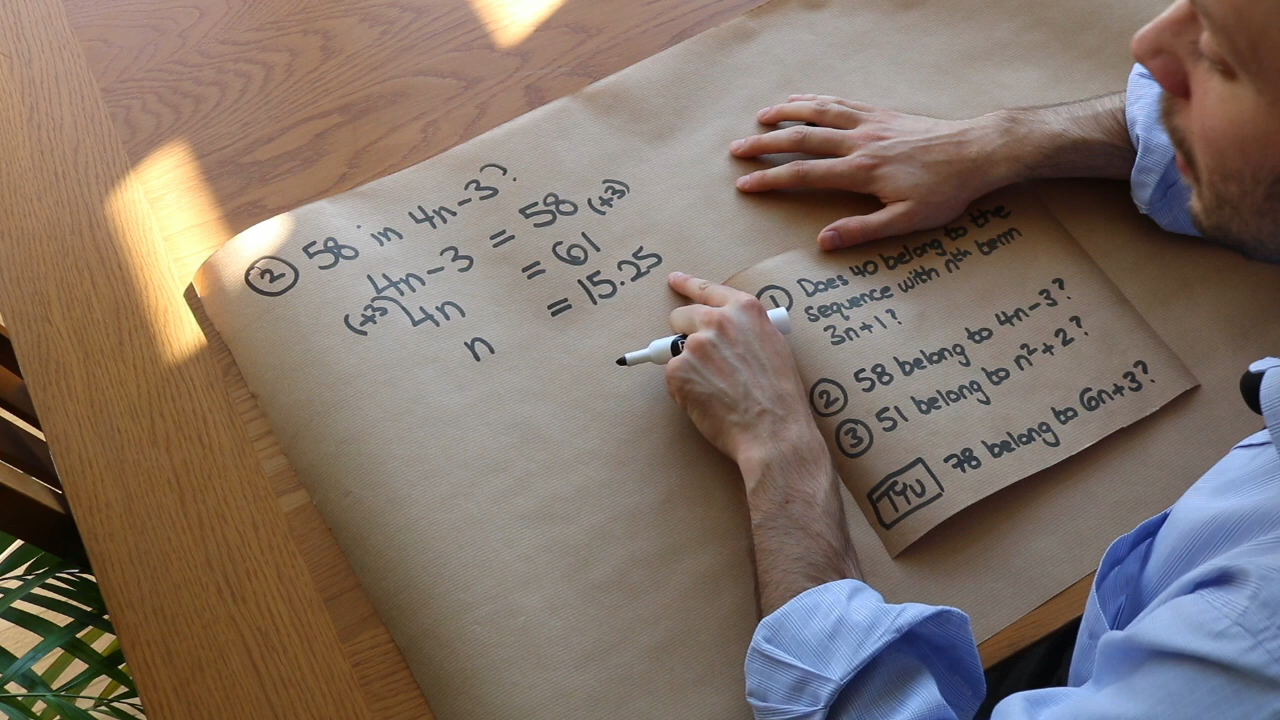 ② 58 in 4n-3?
4n-3 = 58 (+3)
(+3) 4n = 61
n = 15.25
① Does 40 belong to the
sequence with nth term
3n+1?
② 58 belong to 4n-3?
③ 51 belong to n²+2?
TYU 78 belong to 6n+3?